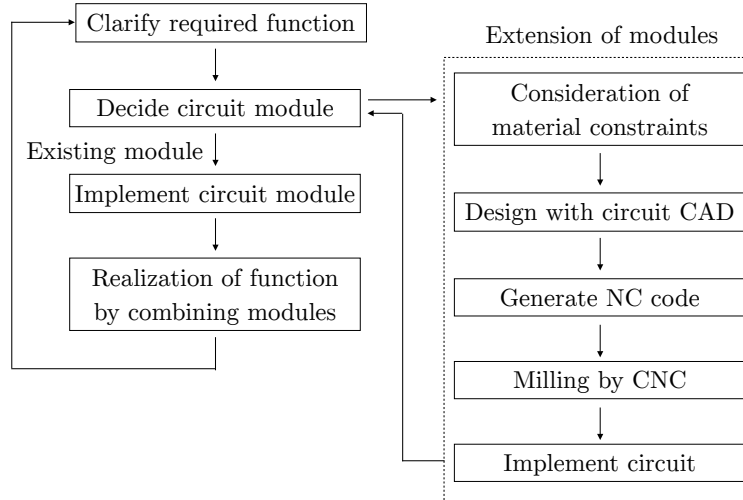 Clarify required function
Decide circuit module
Existing module
Implement circuit module
Realization of function
by combining modules
Extension of modules
Consideration of
material constraints
Design with circuit CAD
Generate NC code
Milling by CNC
Implement circuit